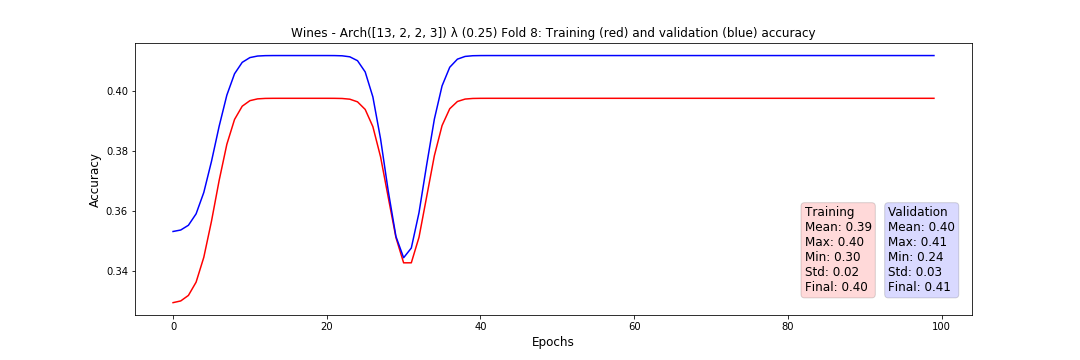 Wines - Arch([13, 2, 2, 3]) λ (0.25) Fold 8: Training (red) and validation (blue) accuracy
Accuracy
0.40
0.38
0.36
0.34
Training
Mean: 0.39
Max: 0.40
Min: 0.30
Std: 0.02
Final: 0.40
Validation
Mean: 0.40
Max: 0.41
Min: 0.24
Std: 0.03
Final: 0.41
0
20
40
60
80
100
Epochs